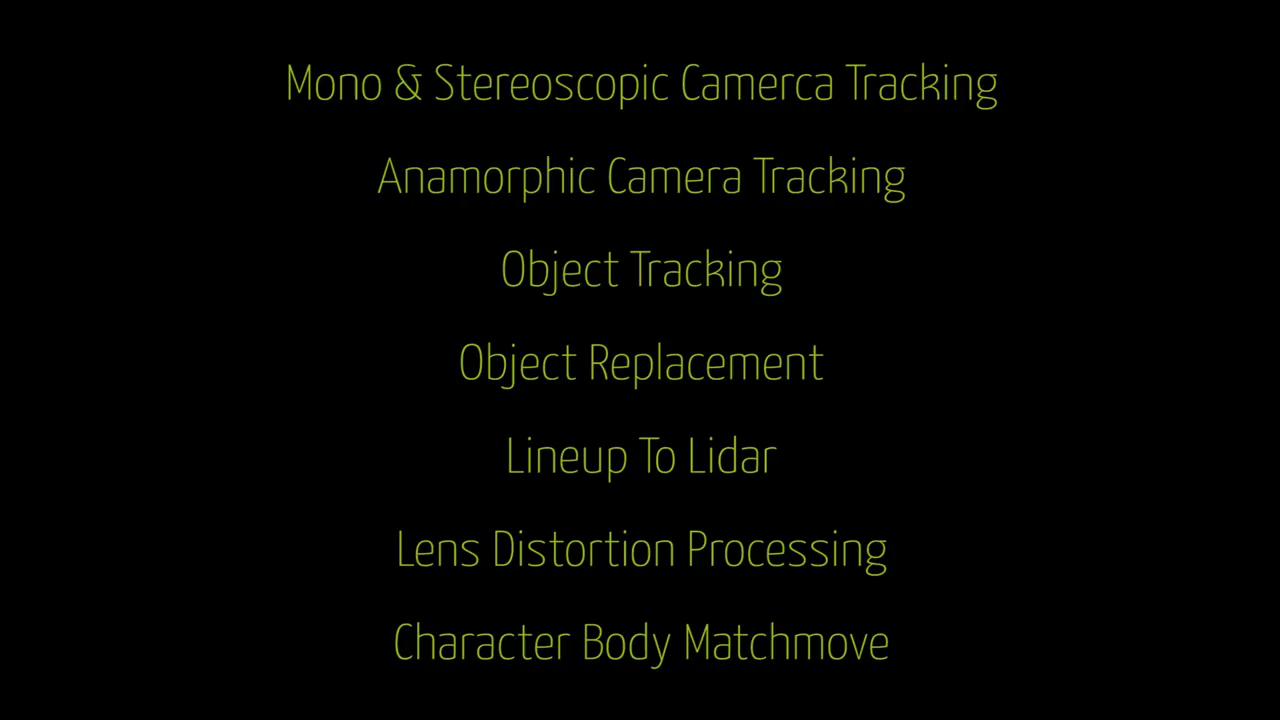 Mono & Stereoscopic Camerca Tracking
Anamorphic Camera Tracking
Object Tracking
Object Replacement
Lineup To Lidar
Lens Distortion Processing
Character Body Matchmove